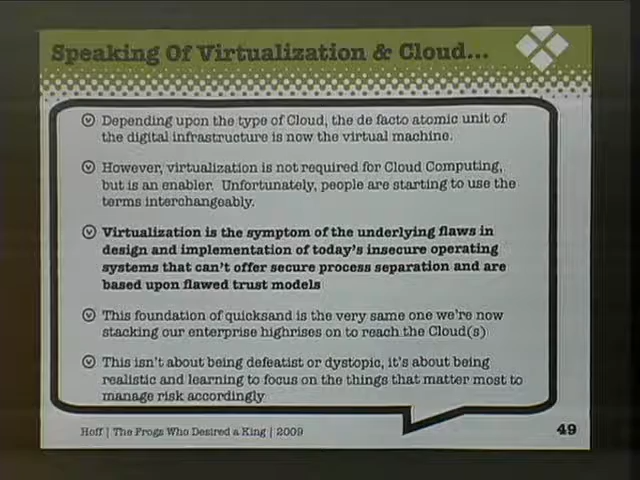 Speaking Of Virtualization & Cloud...
Depending upon the type of Cloud, the de facto atomic unit of
the digital infrastructure is now the virtual machine.
However, virtualization is not required for Cloud Computing,
but is an enabler. Unfortunately, people are starting to use the
terms interchangeably.
Virtualization is the symptom of the underlying flaws in
design and implementation of today's insecure operating
systems that can't offer secure process separation and are
based upon flawed trust models
This foundation of quicksand is the very same one we're now
stacking our enterprise highrises on to reach the Cloud(s)
This isn't about being defeatist or dystopic, it's about being
realistic and learning to focus on the things that matter most to
manage risk accordingly
Hoff | The Frogs Who Desired a King | 2009
49